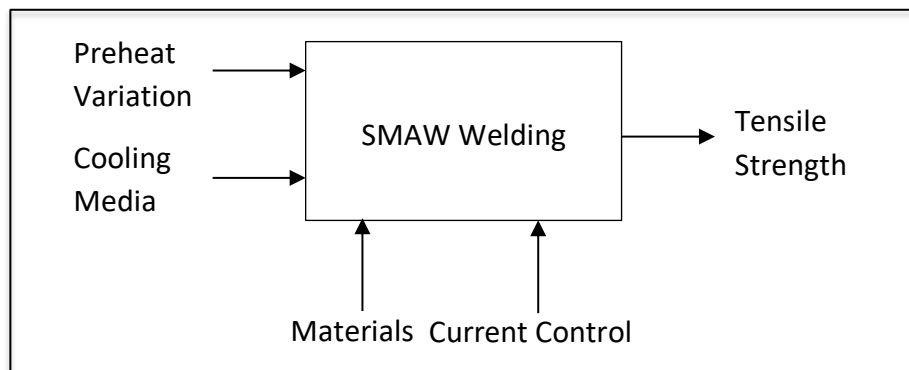 Preheat
Variation
Cooling
Media
SMAW Welding
Tensile
Strength
Materials
Current Control